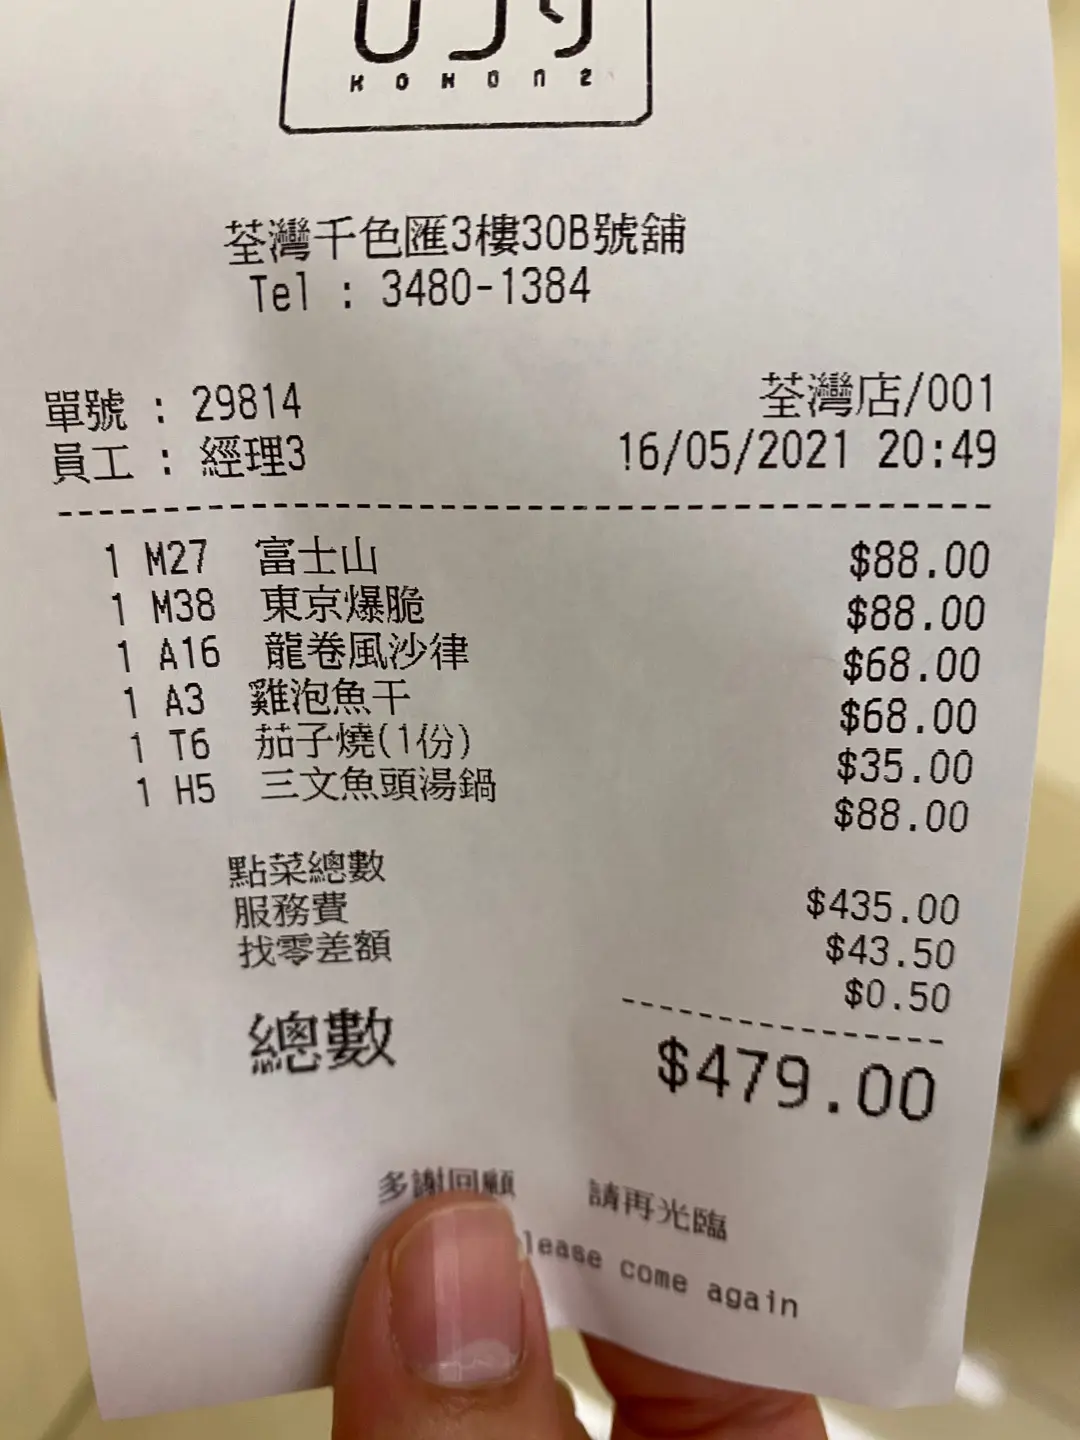 KOKONZ
荃灣千色匯3樓30B號舖
Tel : 3480-1384
單號 : 29814 荃灣店/001
員工 : 經理3 16/05/2021 20:49
1 M27 富士山 $88.00
1 M38 東京爆脆 $88.00
1 A16 龍卷風沙律 $68.00
1 A3 雞泡魚干 $68.00
1 T6 茄子燒(1份) $35.00
1 H5 三文魚頭湯鍋 $88.00
點菜總數 $435.00
服務費 $43.50
找零差額 $0.50
總數 $479.00
多謝回顧 請再光臨
lease come again